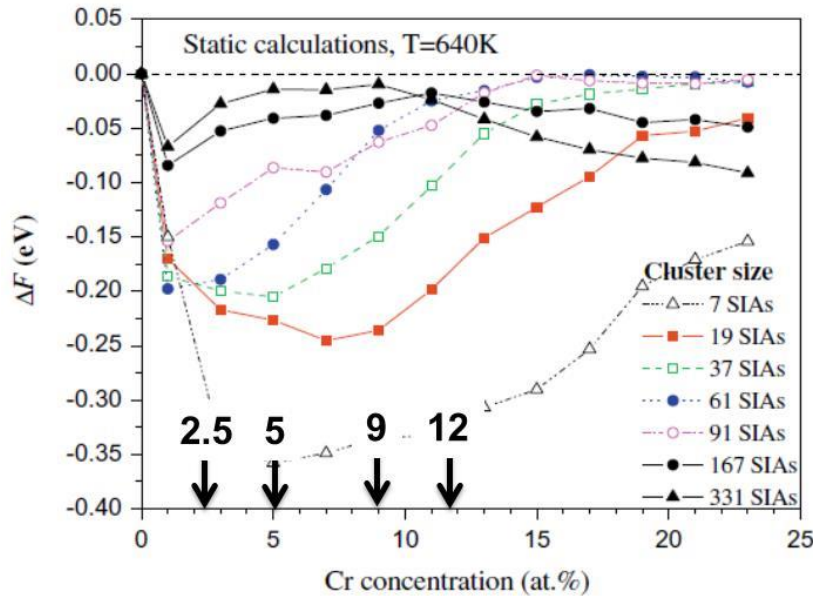 Static calculations, T=640K
0.05
0.00
-0.05
-0.10
-0.15
-0.20
-0.25
-0.30
-0.35
-0.40
ΔF (eV)
Cluster size
7 SIAs
19 SIAs
37 SIAs
61 SIAs
91 SIAs
167 SIAs
331 SIAs
2.5 5 9 12
0 5 10 15 20 25
Cr concentration (at.%)